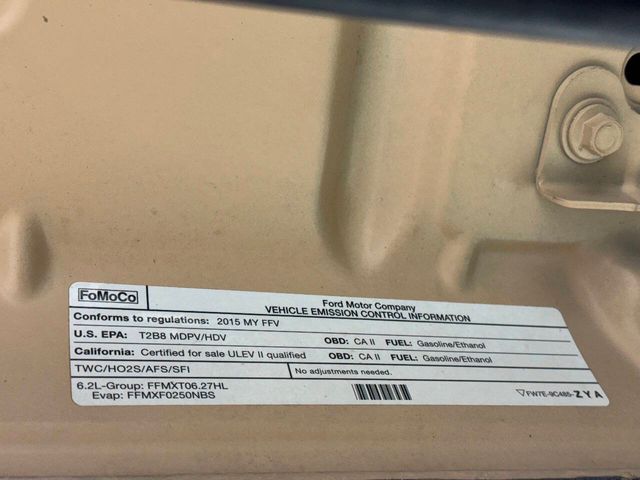 FoMoCo
Ford Motor Company
VEHICLE EMISSION CONTROL INFORMATION
Conforms to regulations: 2015 MY FFV
U.S. EPA: T2B8 MDPV/HDV OBD: CA II FUEL: Gasoline/Ethanol
California: Certified for sale ULEV II qualified OBD: CA II FUEL: Gasoline/Ethanol
TWC/HO2S/AFS/SFI No adjustments needed.
6.2L-Group: FFMXT06.27HL
Evap: FFMXF0250NBS
▽FW7E-9C485-ZYA